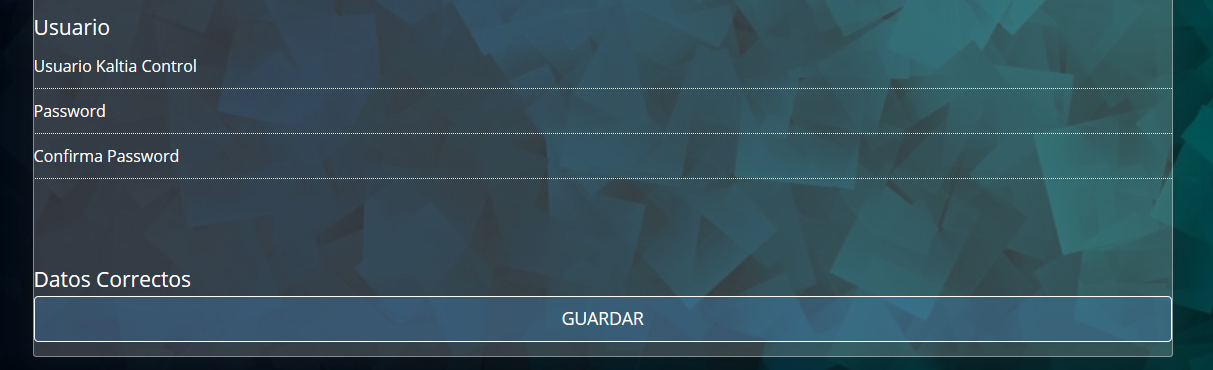 Usuario
Usuario Kaltia Control
Password
Confirma Password
Datos Correctos
GUARDAR